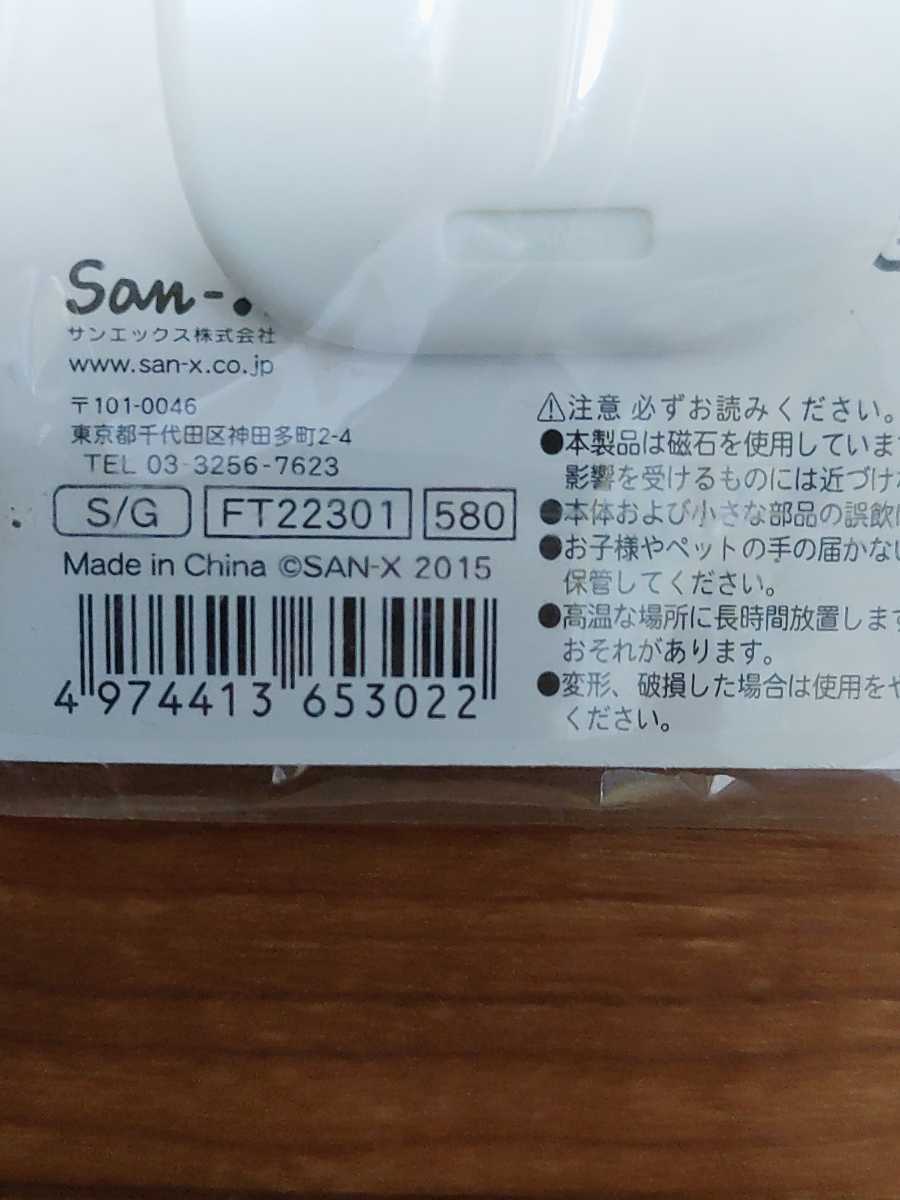 San-
サンエックス株式会社
www.san-x.co.jp
〒101-0046
東京都千代田区神田多町2-4
TEL 03-3256-7623
S/G FT22301 580
Made in China ©SAN-X 2015
4 974413 653022
⚠注意 必ずお読みください。
●本製品は磁石を使用していま
影響を受けるものには近づけ
●本体および小さな部品の誤飲に
●お子様やペットの手の届かない
保管してください。
●高温な場所に長時間放置しま
おそれがあります。
●変形、破損した場合は使用を
ください。